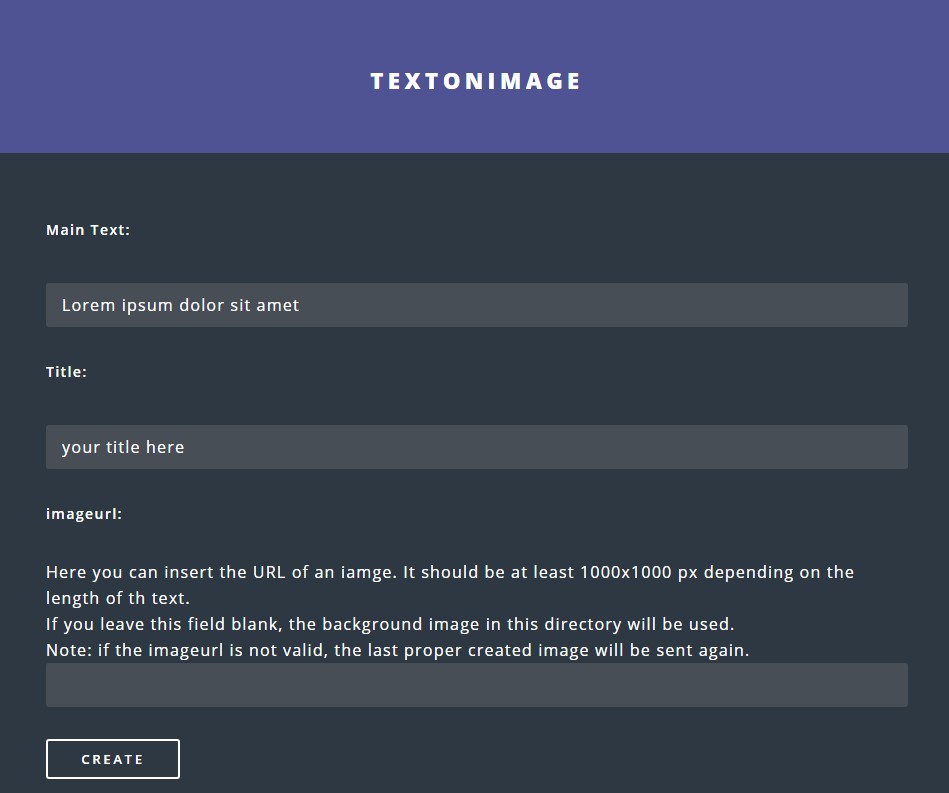 TEXTONIMAGE
Main Text:
Lorem ipsum dolor sit amet
Title:
your title here
imageurl:
Here you can insert the URL of an iamge. It should be at least 1000x1000 px depending on the
length of th text.
If you leave this field blank, the background image in this directory will be used.
Note: if the imageurl is not valid, the last proper created image will be sent again.
CREATE